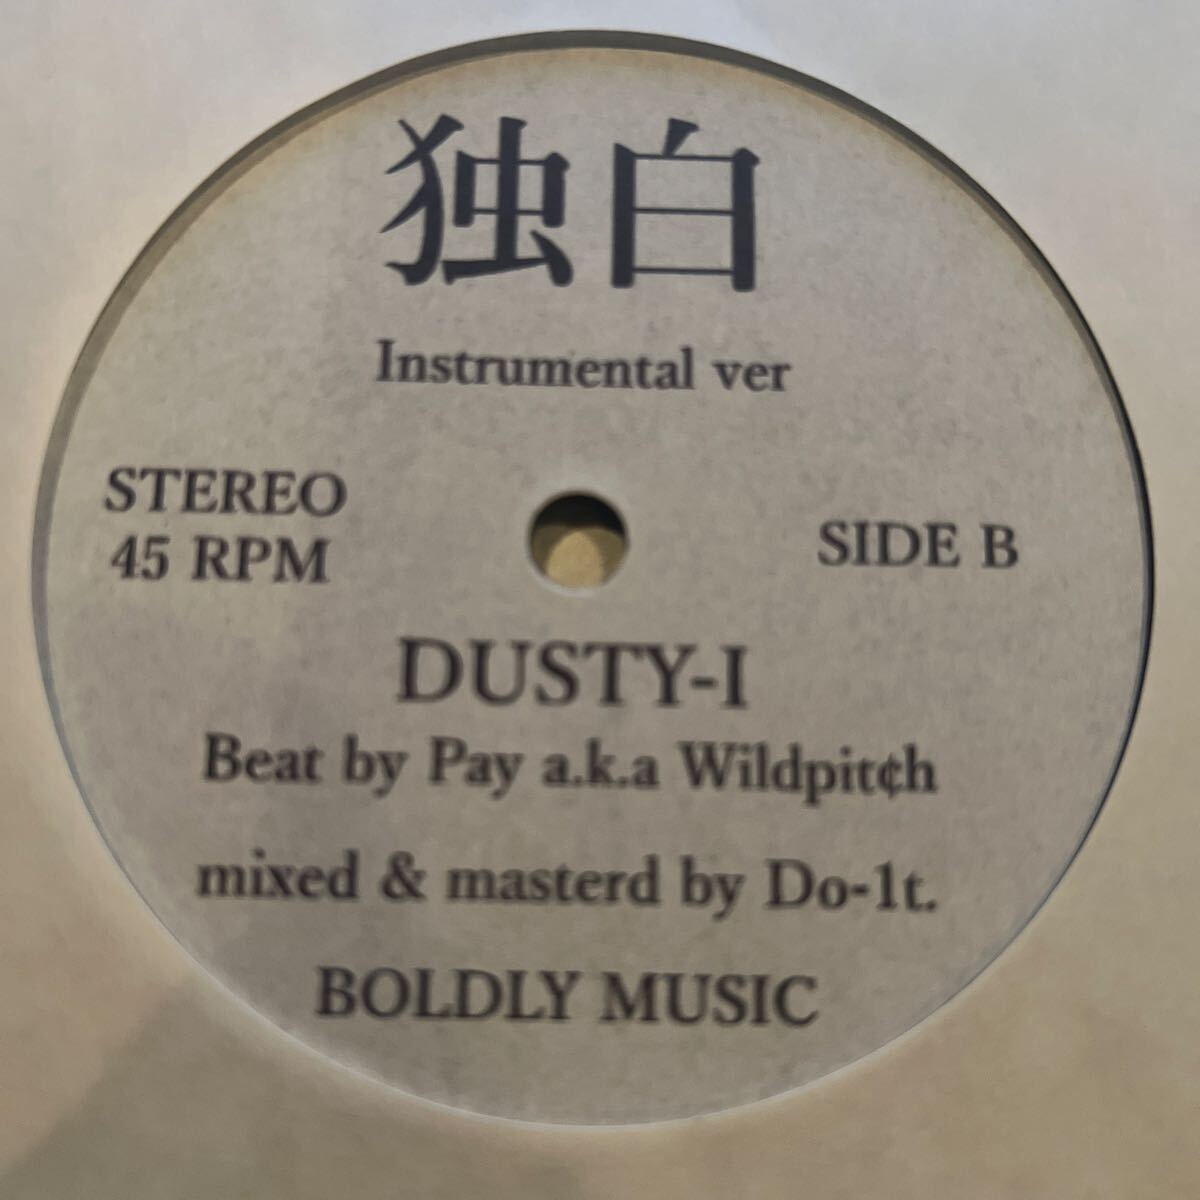 独白
Instrumental ver
STEREO
45 RPM
SIDE B
DUSTY-I
Beat by Pay a.k.a Wildpit¢h
mixed & masterd by Do-1t.
BOLDLY MUSIC